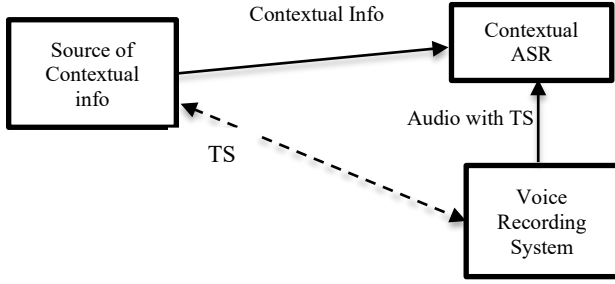 Contextual Info
Source of
Contextual
info
Contextual
ASR
Audio with TS
TS
Voice
Recording
System